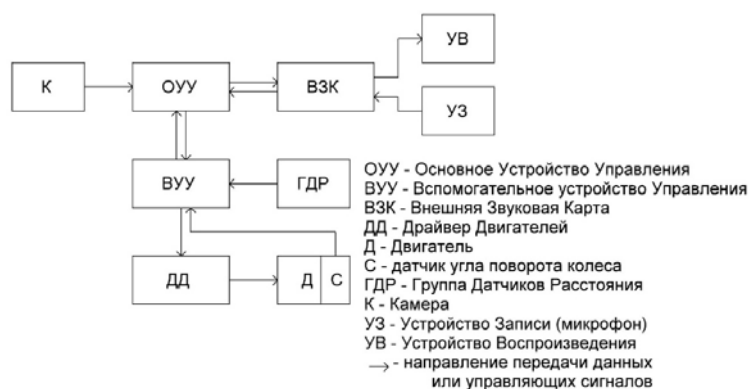 УВ
К
ОУУ
ВЗК
УЗ
ВУУ
ГДР
ДД
Д
С
ОУУ - Основное Устройство Управления
ВУУ - Вспомогательное устройство Управления
ВЗК - Внешняя Звуковая Карта
ДД - Драйвер Двигателей
Д - Двигатель
С - датчик угла поворота колеса
ГДР - Группа Датчиков Расстояния
К - Камера
УЗ - Устройство Записи (микрофон)
УВ - Устройство Воспроизведения
→ - направление передачи данных
или управляющих сигналов